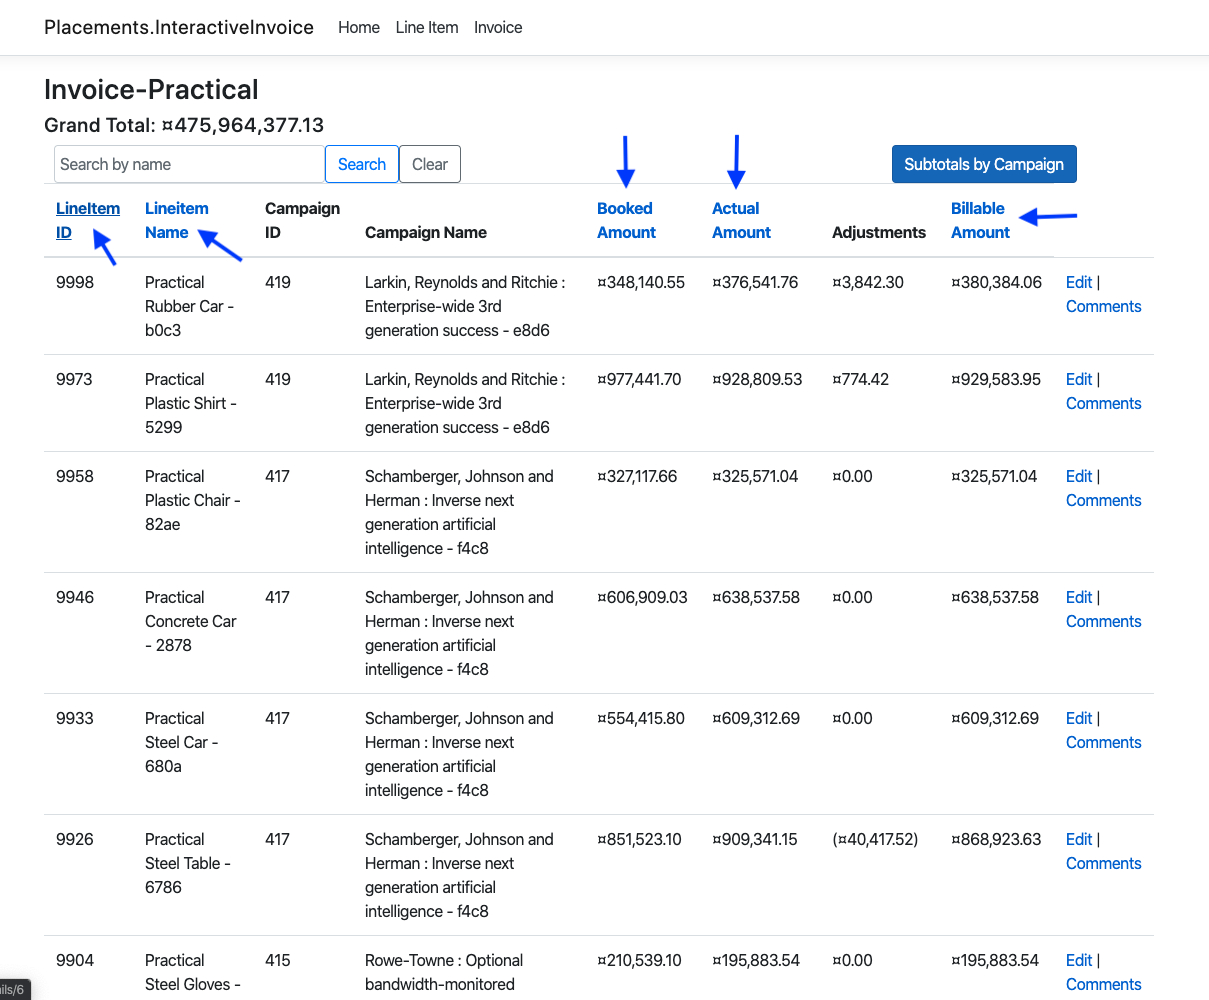 Placements.InteractiveInvoice Home Line Item Invoice
Invoice-Practical
Grand Total: ¤475,964,377.13
Search by name Search Clear Subtotals by Campaign
LineItem Lineitem Campaign Booked Actual Billable
ID Name ID Campaign Name Amount Amount Adjustments Amount
9998 Practical 419 Larkin, Reynolds and Ritchie : ¤348,140.55 ¤376,541.76 ¤3,842.30 ¤380,384.06 Edit |
Rubber Car - Enterprise-wide 3rd Comments
b0c3 generation success - e8d6
9973 Practical 419 Larkin, Reynolds and Ritchie : ¤977,441.70 ¤928,809.53 ¤774.42 ¤929,583.95 Edit |
Plastic Shirt - Enterprise-wide 3rd Comments
5299 generation success - e8d6
9958 Practical 417 Schamberger, Johnson and ¤327,117.66 ¤325,571.04 ¤0.00 ¤325,571.04 Edit |
Plastic Chair - Herman : Inverse next Comments
82ae generation artificial
intelligence - f4c8
9946 Practical 417 Schamberger, Johnson and ¤606,909.03 ¤638,537.58 ¤0.00 ¤638,537.58 Edit |
Concrete Car Herman : Inverse next Comments
- 2878 generation artificial
intelligence - f4c8
9933 Practical 417 Schamberger, Johnson and ¤554,415.80 ¤609,312.69 ¤0.00 ¤609,312.69 Edit |
Steel Car - Herman : Inverse next Comments
680a generation artificial
intelligence - f4c8
9926 Practical 417 Schamberger, Johnson and ¤851,523.10 ¤909,341.15 (¤40,417.52) ¤868,923.63 Edit |
Steel Table - Herman : Inverse next Comments
6786 generation artificial
intelligence - f4c8
9904 Practical 415 Rowe-Towne : Optional ¤210,539.10 ¤195,883.54 ¤0.00 ¤195,883.54 Edit |
Steel Gloves - bandwidth-monitored Comments
ils/6